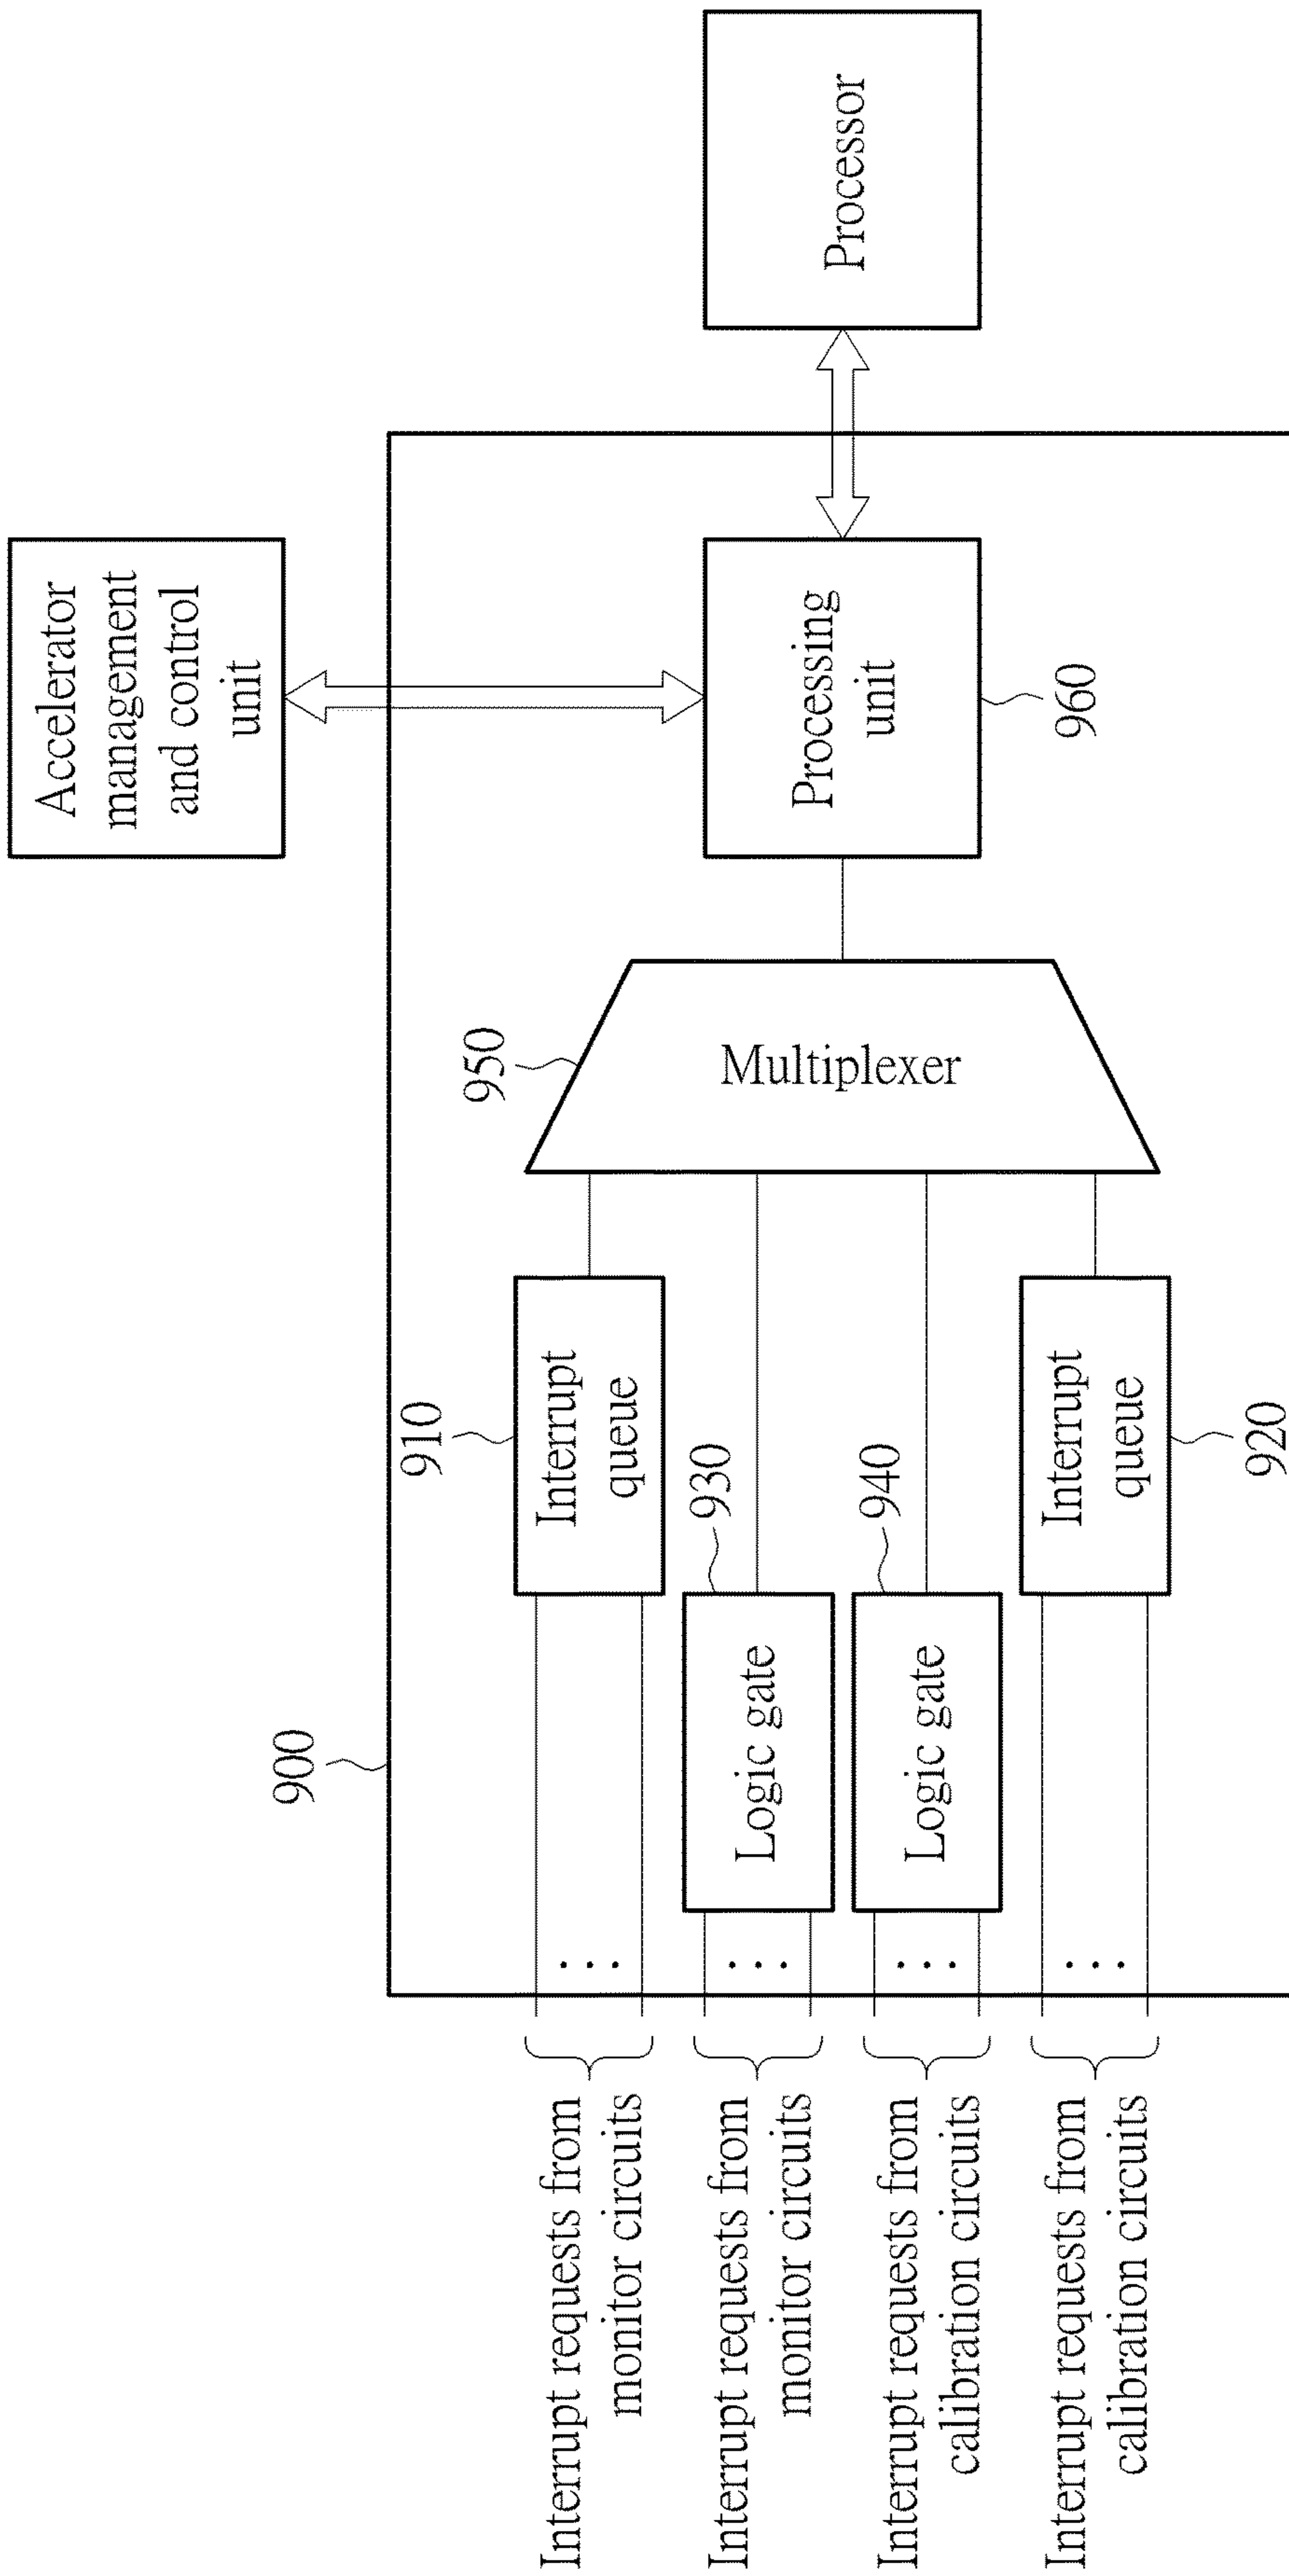 Accelerator
management
and control
unit
Processor
900
910
Interrupt
queue
930
Logic gate
940
Logic gate
Interrupt
queue
920
950
Multiplexer
Processing
unit
960
Interrupt requests from
monitor circuits
Interrupt requests from
monitor circuits
Interrupt requests from
calibration circuits
Interrupt requests from
calibration circuits